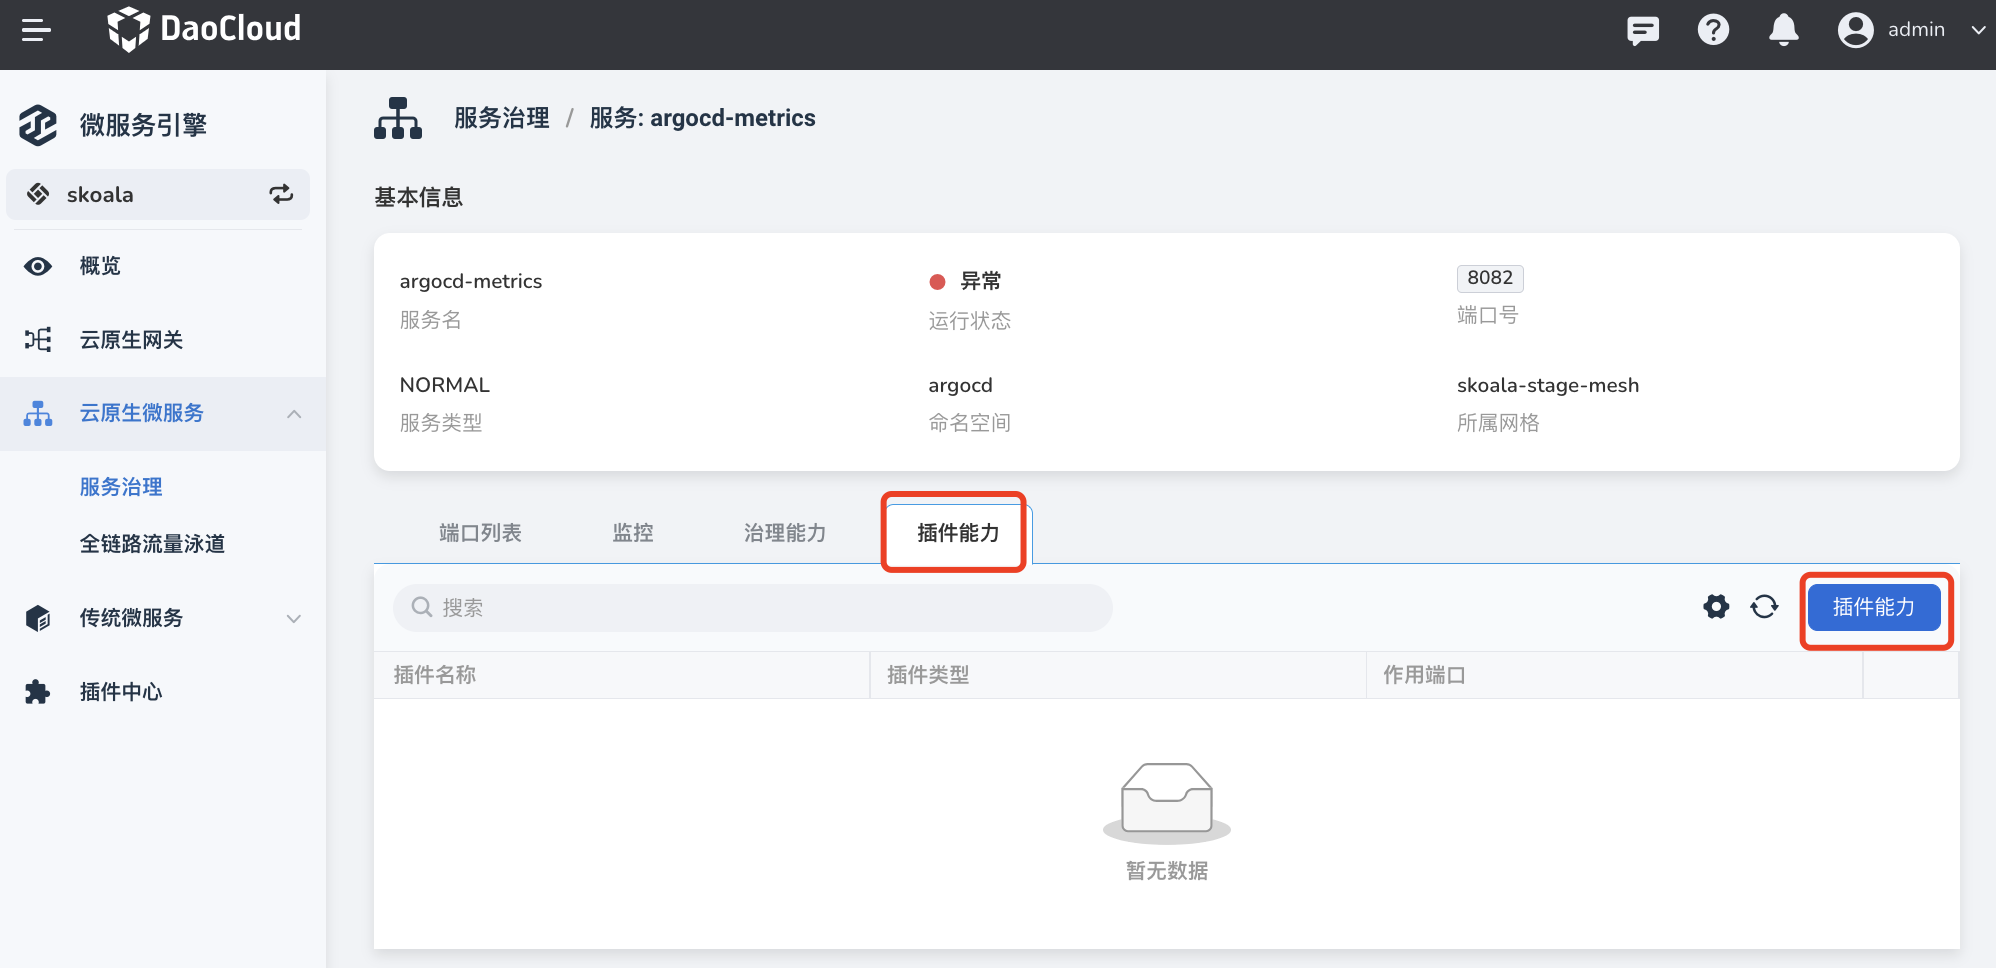 DaoCloud
admin
微服务引擎
skoala
概览
云原生网关
云原生微服务
服务治理
全链路流量泳道
传统微服务
插件中心
服务治理 / 服务: argocd-metrics
基本信息
argocd-metrics
服务名
异常
运行状态
8082
端口号
NORMAL
服务类型
argocd
命名空间
skoala-stage-mesh
所属网格
端口列表 监控 治理能力 插件能力
搜索
插件能力
插件名称 插件类型 作用端口
暂无数据